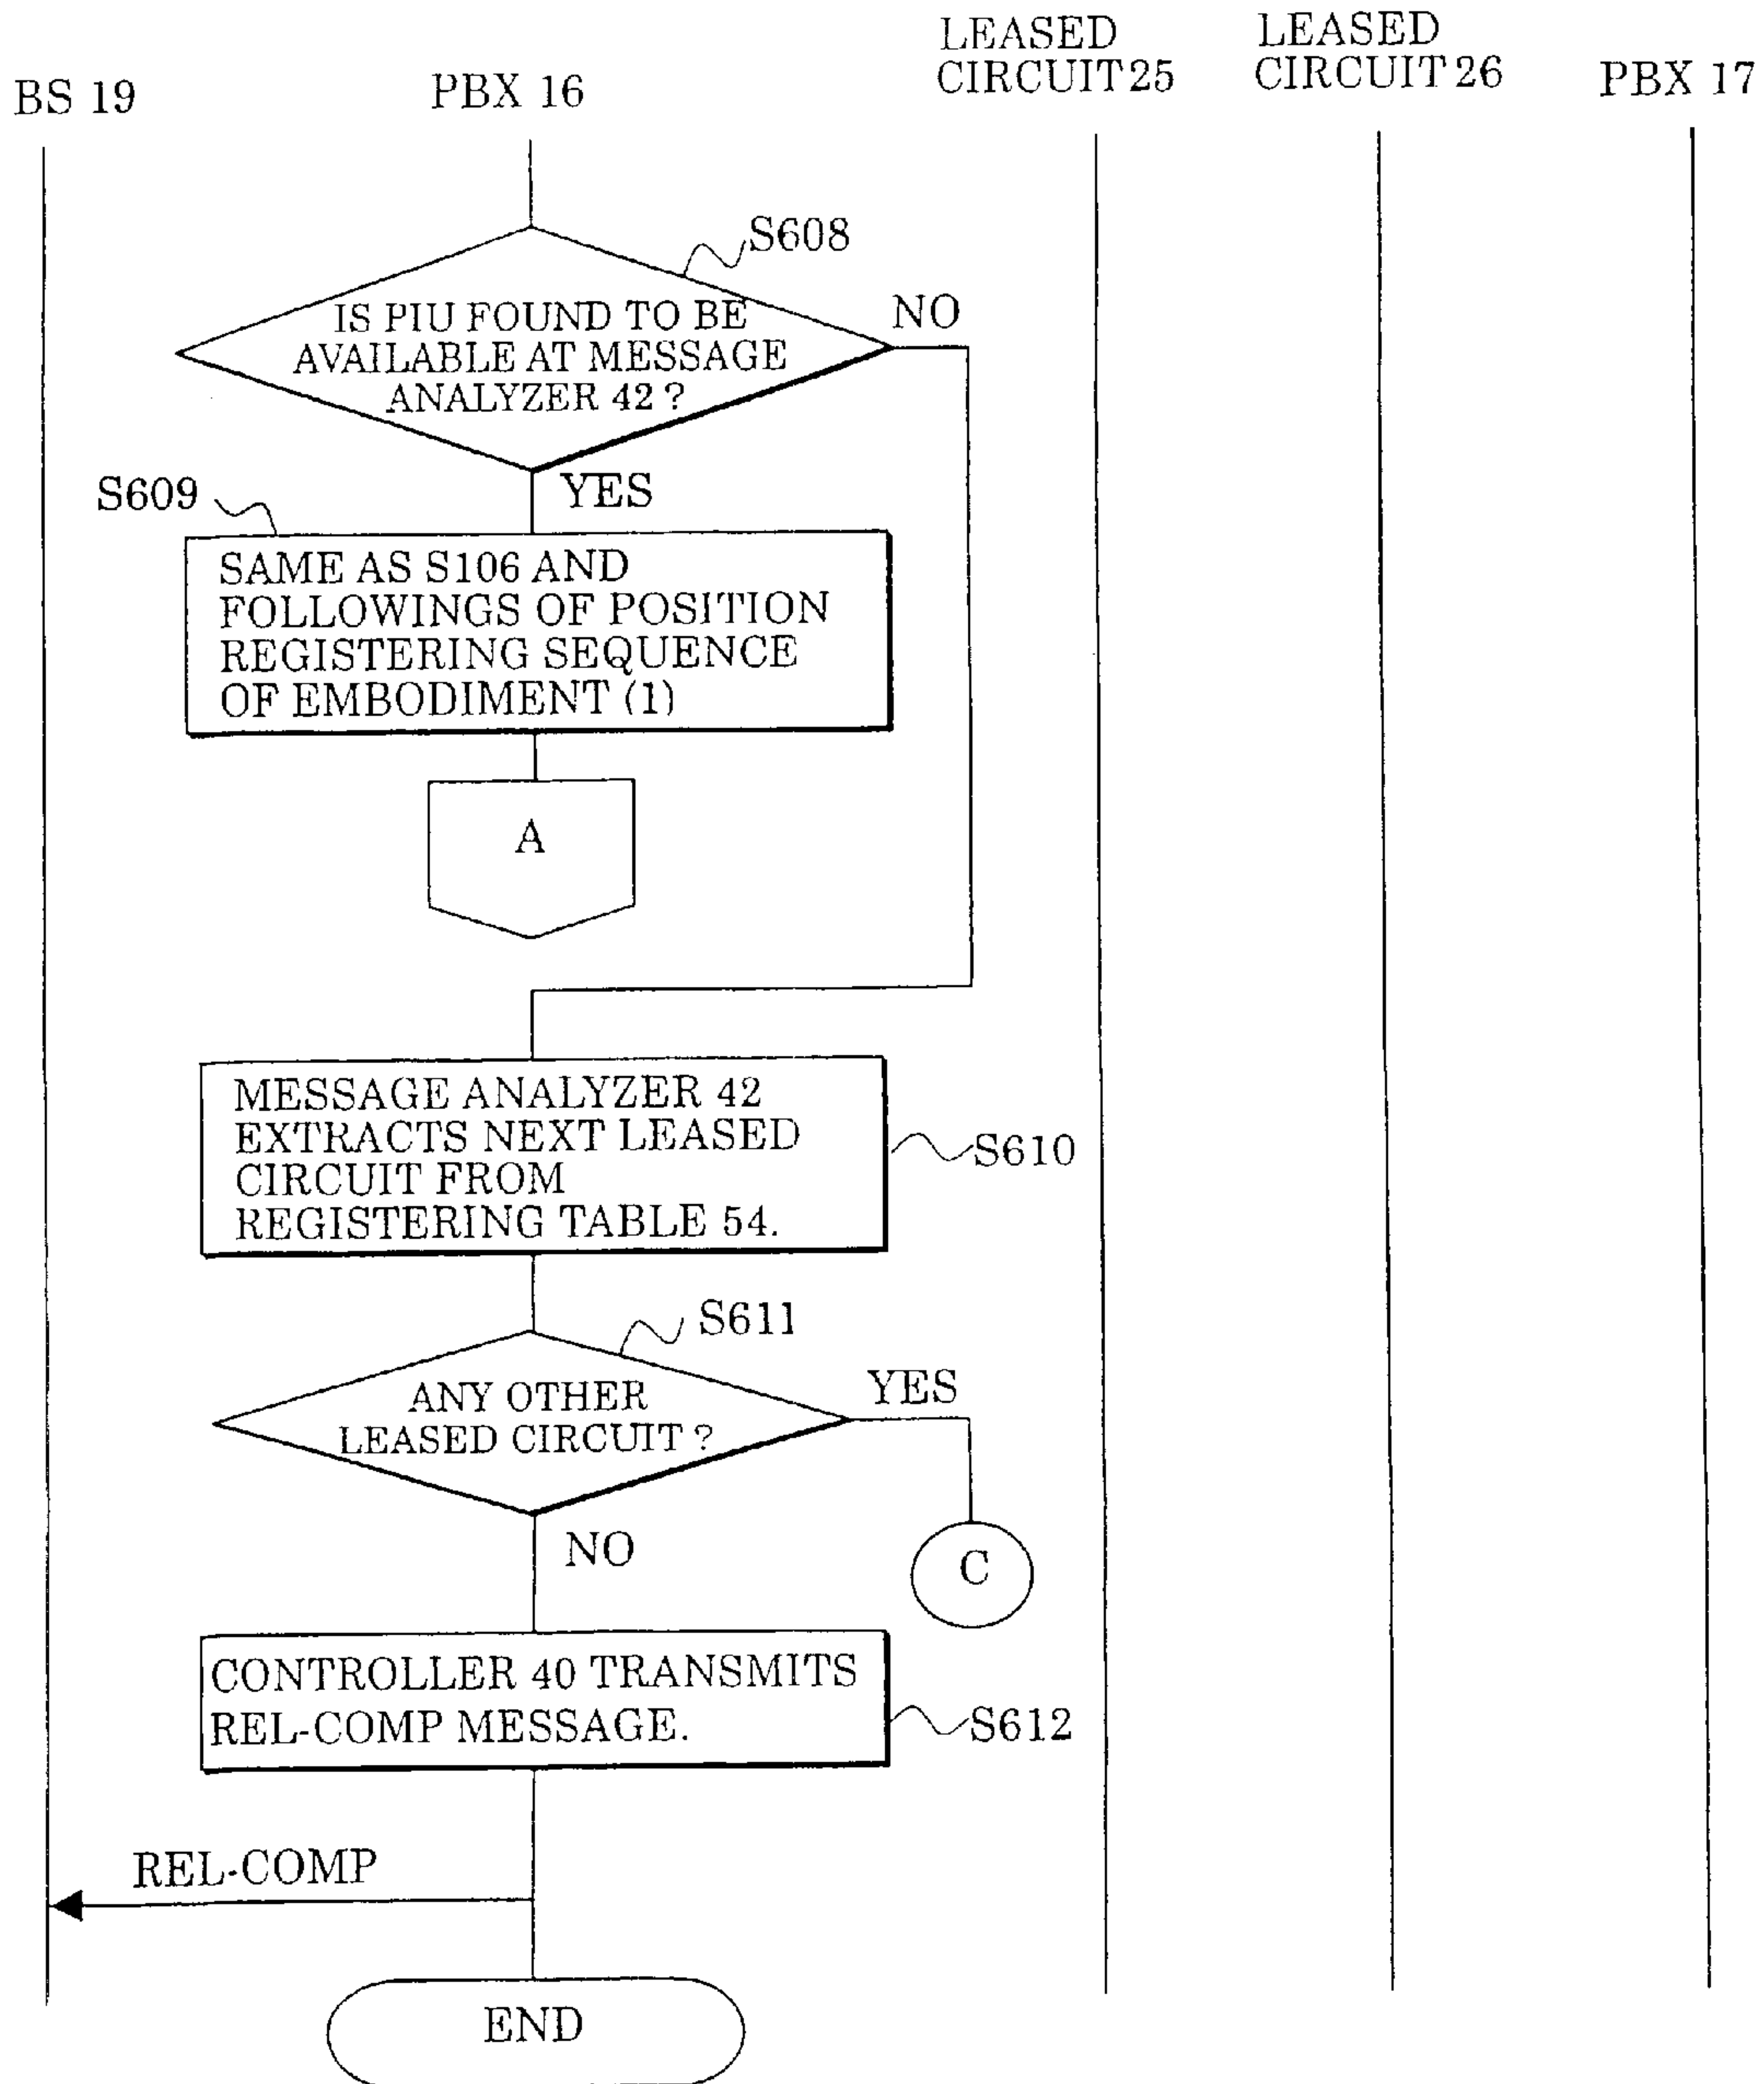 BS 19
PBX 16
LEASED
CIRCUIT 25
LEASED
CIRCUIT 26
PBX 17
S608
IS PIU FOUND TO BE
AVAILABLE AT MESSAGE
ANALYZER 42 ?
NO
YES
S609
SAME AS S106 AND
FOLLOWINGS OF POSITION
REGISTERING SEQUENCE
OF EMBODIMENT (1)
A
MESSAGE ANALYZER 42
EXTRACTS NEXT LEASED
CIRCUIT FROM
REGISTERING TABLE 54.
S610
S611
ANY OTHER
LEASED CIRCUIT ?
YES
NO
C
CONTROLLER 40 TRANSMITS
REL-COMP MESSAGE.
S612
REL-COMP
END